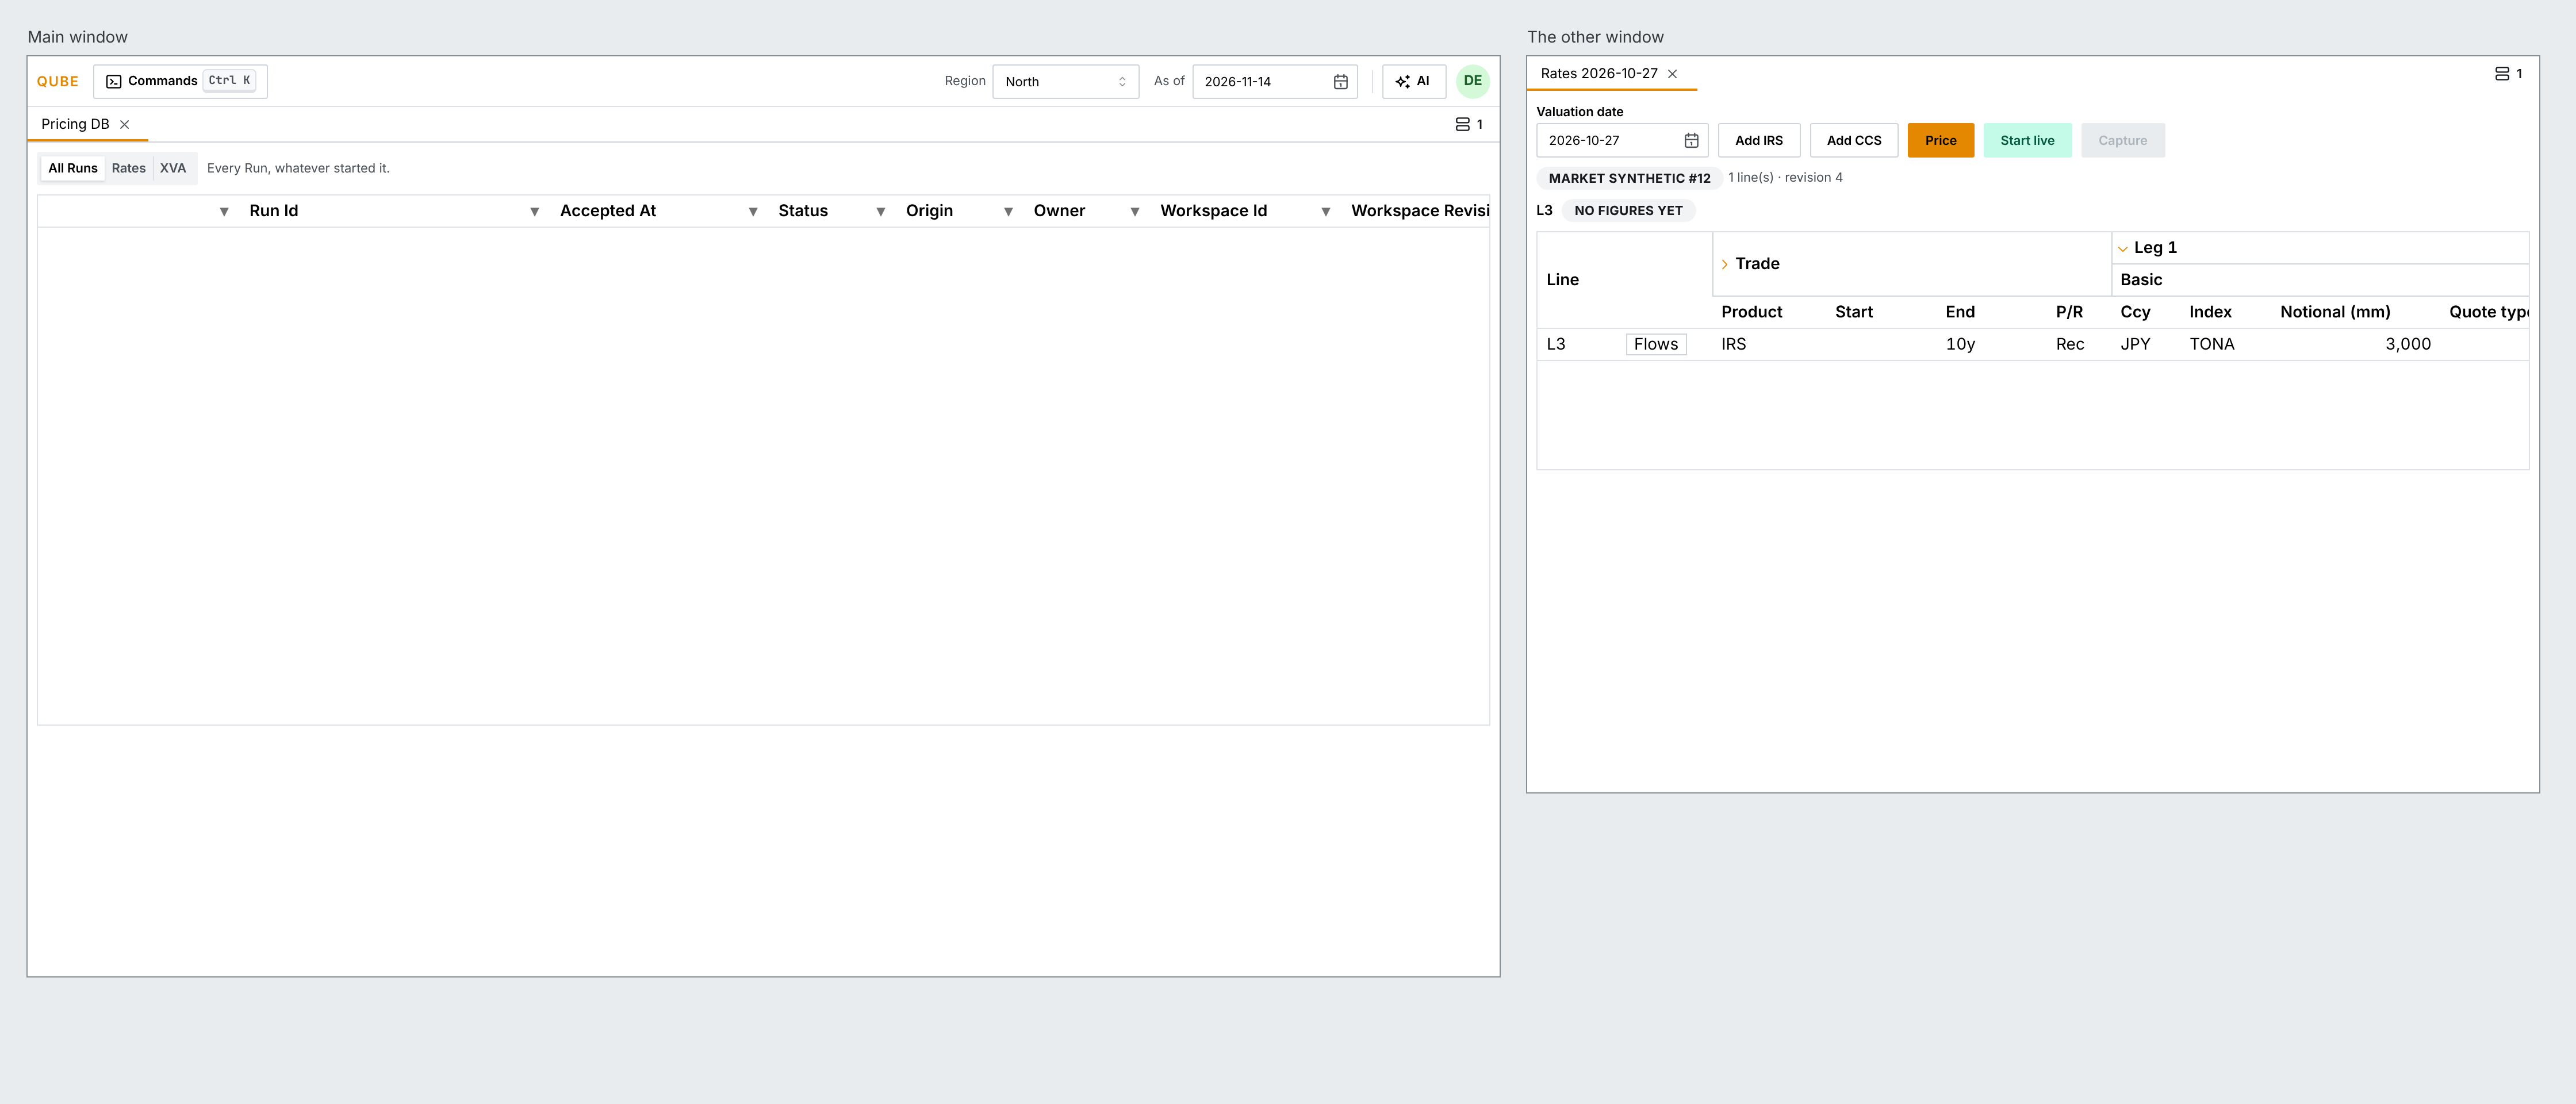 Main window
QUBE Commands Ctrl K Region North As of 2026-11-14 AI DE
Pricing DB 1
All Runs Rates XVA Every Run, whatever started it.
Run Id Accepted At Status Origin Owner Workspace Id Workspace Revisi
The other window
Rates 2026-10-27 1
Valuation date
2026-10-27 Add IRS Add CCS Price Start live Capture
MARKET SYNTHETIC #12 1 line(s) · revision 4
L3 NO FIGURES YET
Leg 1
Trade
Line Basic
Product Start End P/R Ccy Index Notional (mm) Quote type
L3 Flows IRS 10y Rec JPY TONA 3,000